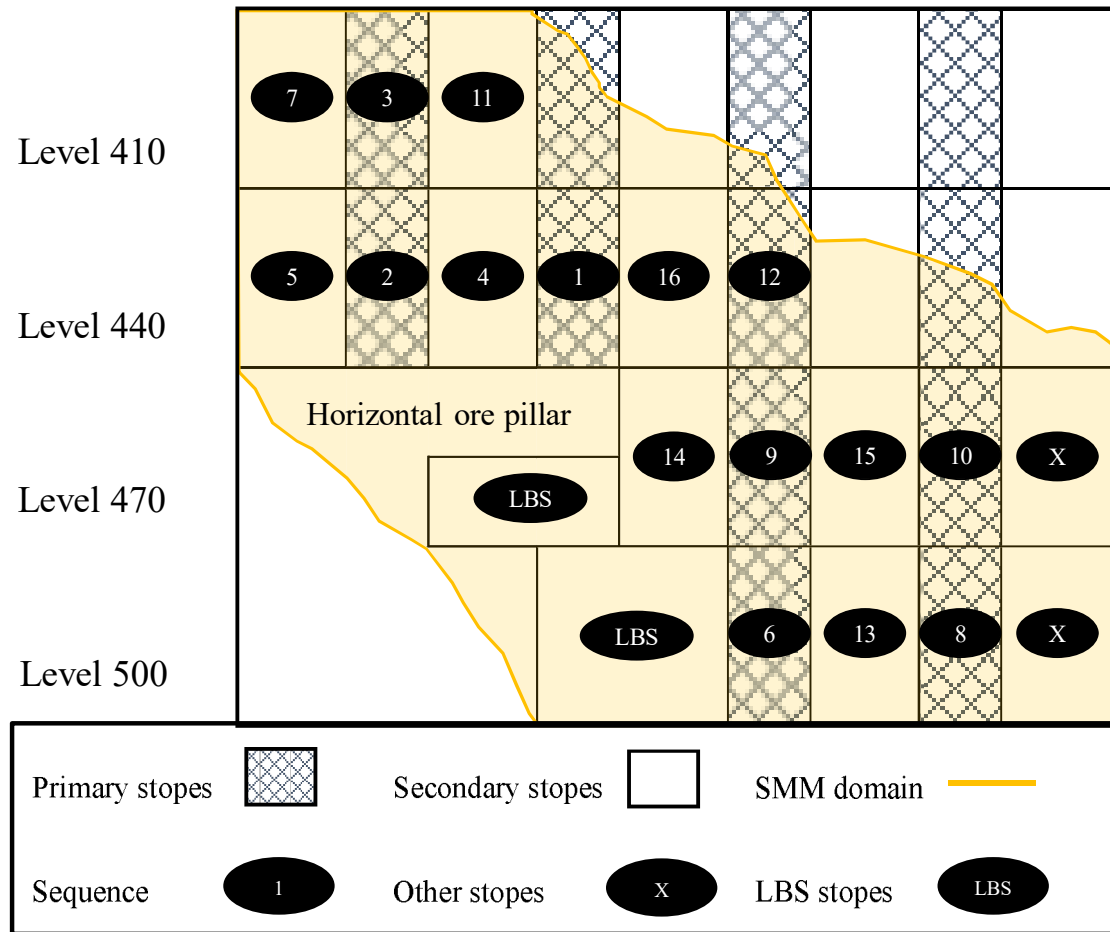 7 3 11
Level 410
5 2 4 1 16 12
Level 440
Horizontal ore pillar
14 9 15 10 X
LBS
Level 470
LBS 6 13 8 X
Level 500
Primary stopes Secondary stopes SMM domain
Sequence 1 Other stopes X LBS stopes LBS